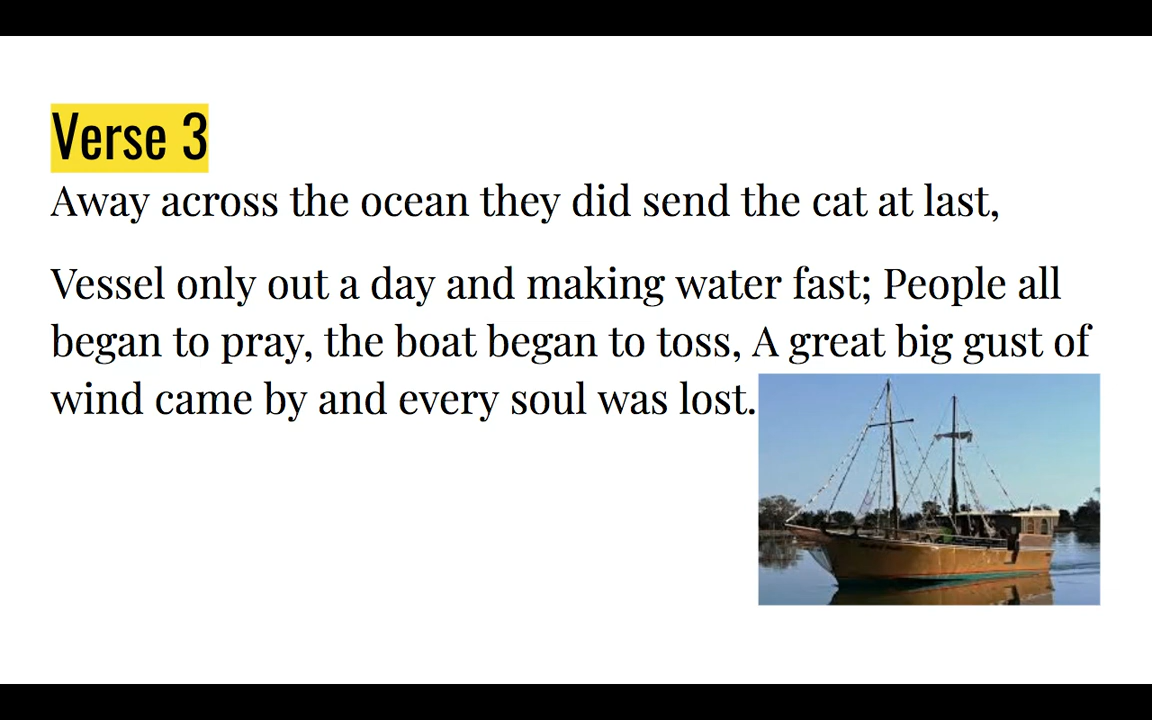 Verse 3
Away across the ocean they did send the cat at last,
Vessel only out a day and making water fast; People all
began to pray, the boat began to toss, A great big gust of
wind came by and every soul was lost.